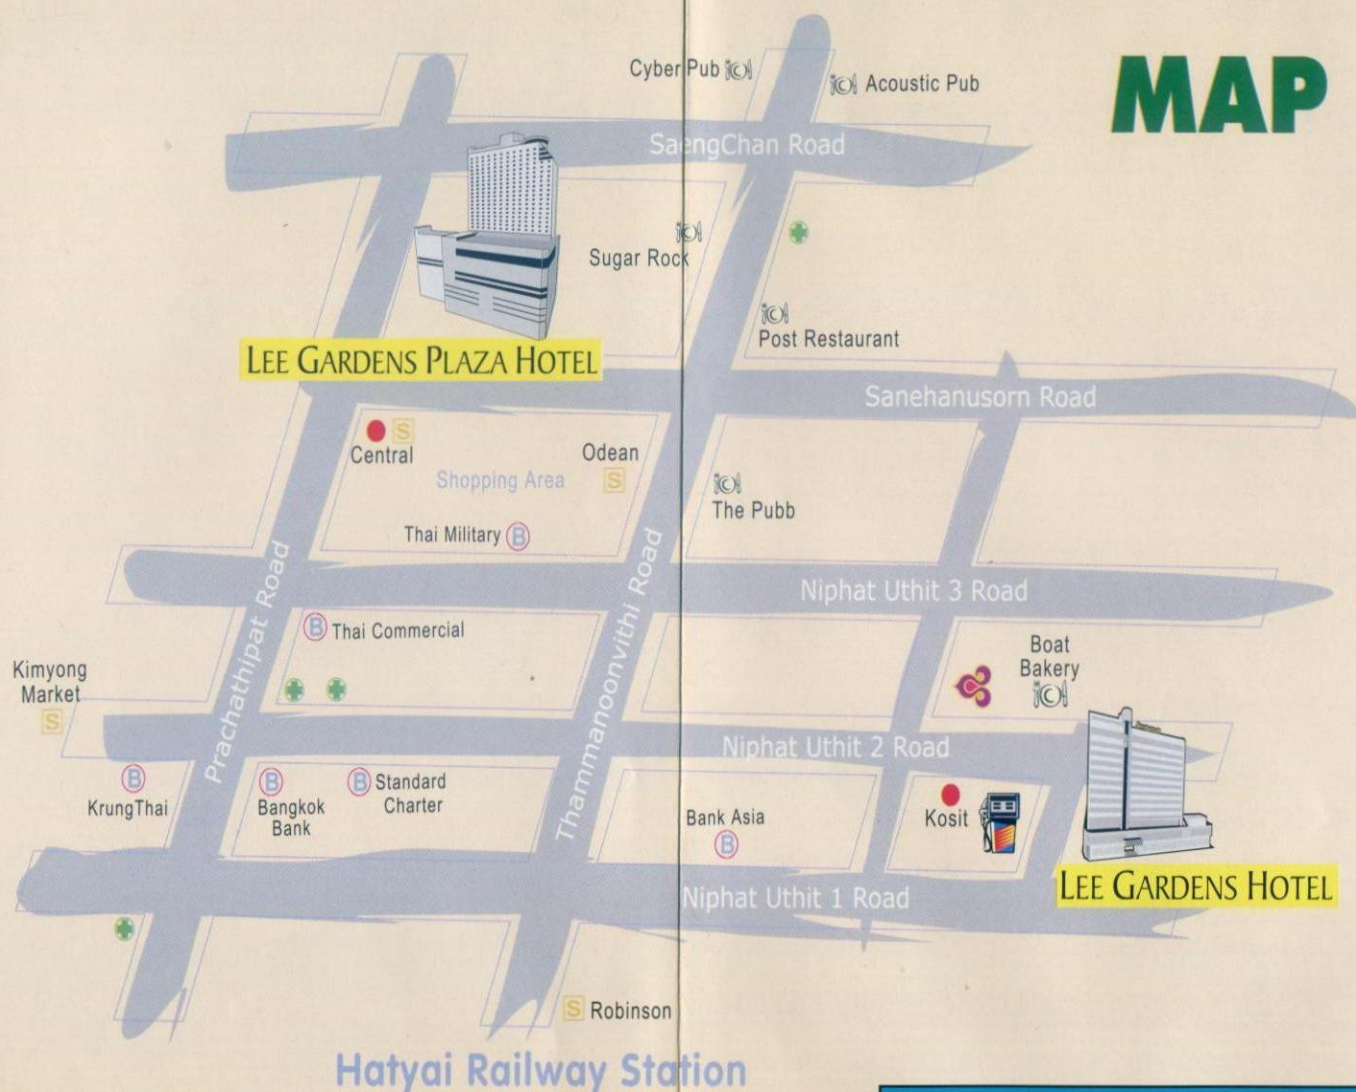 MAP
Cyber Pub
Acoustic Pub
SaengChan Road
Sugar Rock
Post Restaurant
LEE GARDENS PLAZA HOTEL
Sanehanusorn Road
S
Central
Shopping Area
Odean
S
The Pubb
Thai Military B
Prachathipat Road
Thammanoonvithi Road
Niphat Uthit 3 Road
B Thai Commercial
Kimyong
Market
S
Boat
Bakery
Niphat Uthit 2 Road
B
KrungThai
B
Bangkok
Bank
B Standard
Charter
Bank Asia
B
Kosit
LEE GARDENS HOTEL
Niphat Uthit 1 Road
S Robinson
Hatyai Railway Station